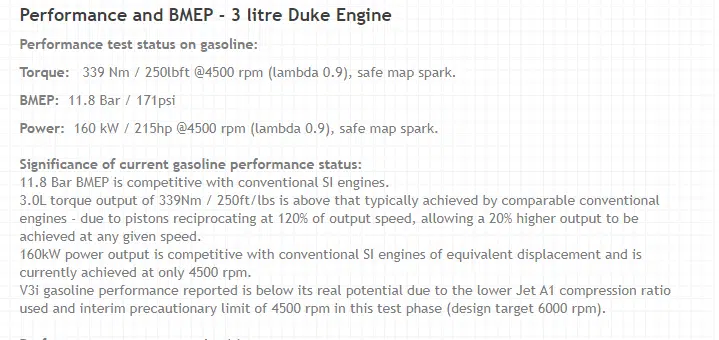 Performance and BMEP - 3 litre Duke Engine
Performance test status on gasoline:
Torque: 339 Nm / 250lbft @4500 rpm (lambda 0.9), safe map spark.
BMEP: 11.8 Bar / 171psi
Power: 160 kW / 215hp @4500 rpm (lambda 0.9), safe map spark.
Significance of current gasoline performance status:
11.8 Bar BMEP is competitive with conventional SI engines.
3.0L torque output of 339Nm / 250ft/lbs is above that typically achieved by comparable conventional
engines - due to pistons reciprocating at 120% of output speed, allowing a 20% higher output to be
achieved at any given speed.
160kW power output is competitive with conventional SI engines of equivalent displacement and is
currently achieved at only 4500 rpm.
V3i gasoline performance reported is below its real potential due to the lower Jet A1 compression ratio
used and interim precautionary limit of 4500 rpm in this test phase (design target 6000 rpm).